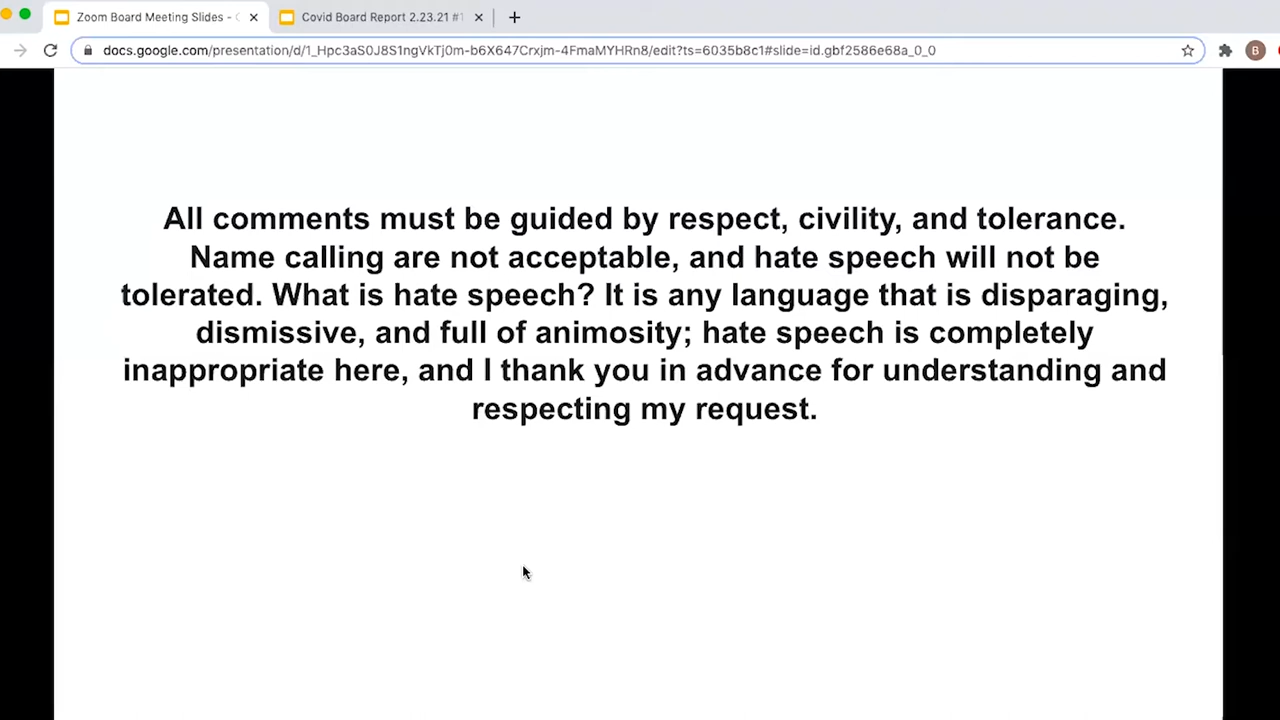 Zoom Board Meeting Slides -
Covid Board Report 2.23.21 #1
docs.google.com/presentation/d/1_Hpc3aS0J8S1ngVkTj0m-b6X647Crxjm-4FmaMYHRn8/edit?ts=6035b8c1#slide=id.gbf2586e68a_0_0
B
All comments must be guided by respect, civility, and tolerance.
Name calling are not acceptable, and hate speech will not be
tolerated. What is hate speech? It is any language that is disparaging,
dismissive, and full of animosity; hate speech is completely
inappropriate here, and I thank you in advance for understanding and
respecting my request.